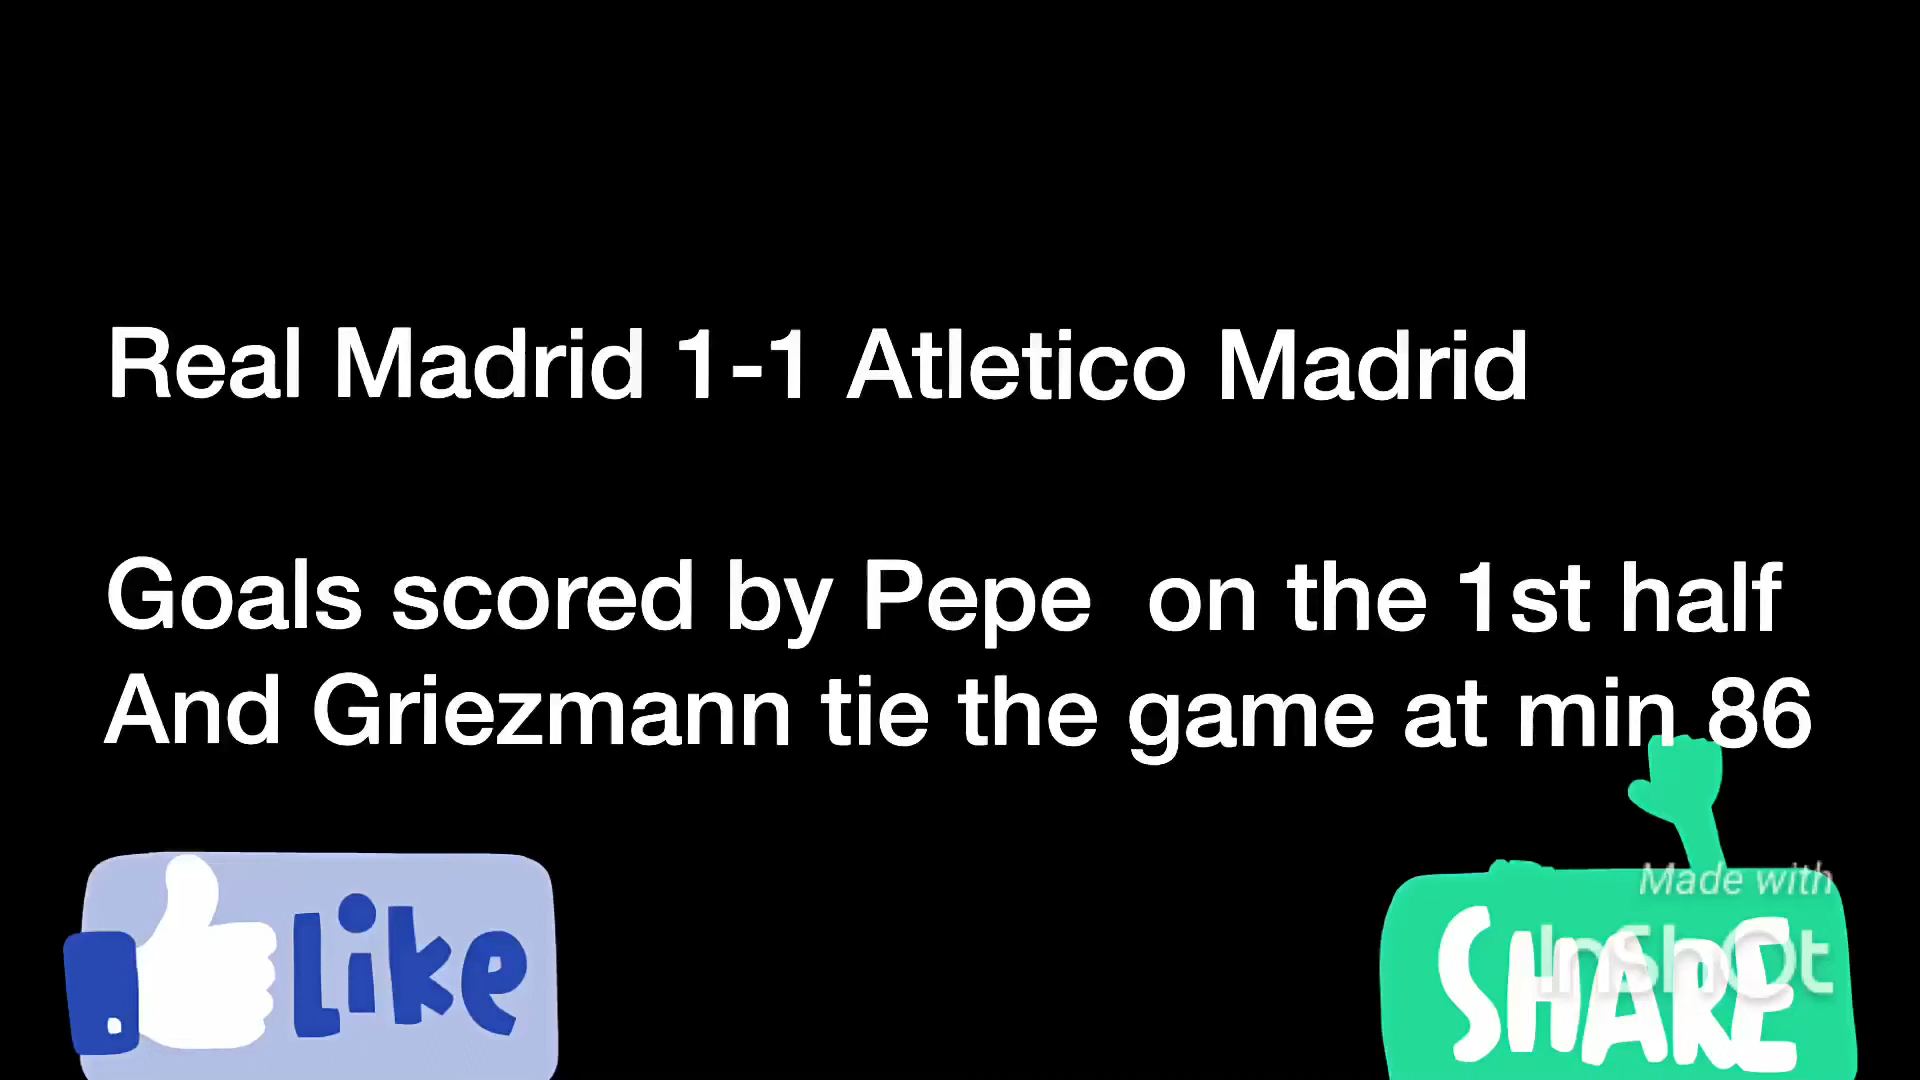 Real Madrid 1-1 Atletico Madrid
Goals scored by Pepe  on the 1st half
And Griezmann tie the game at min 86
Like
Made with
InShOt
SHARE